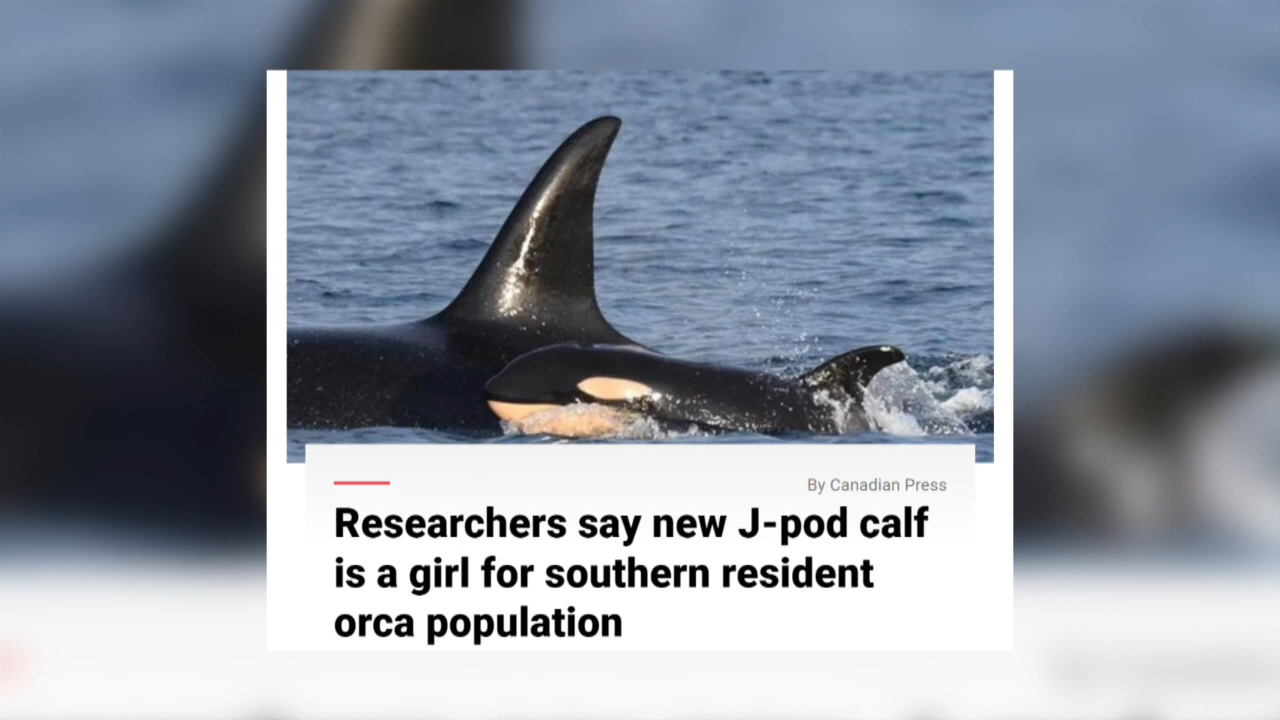 By Canadian Press
Researchers say new J-pod calf
is a girl for southern resident
orca population